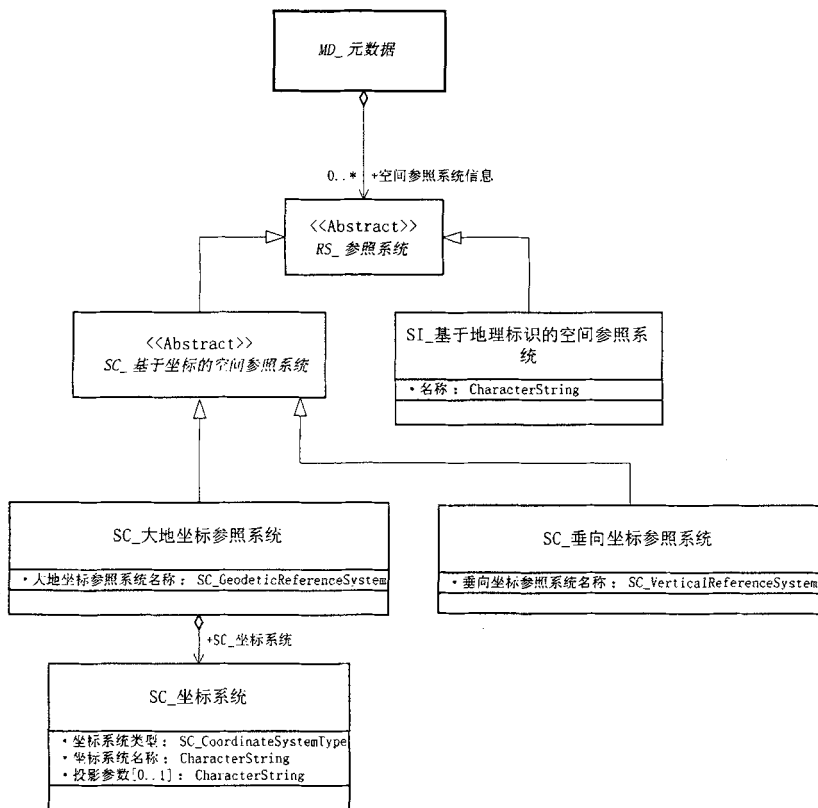 MD_元数据
0..* +空间参照系统信息
<<Abstract>>
RS_参照系统
<<Abstract>>
SC_基于坐标的空间参照系统
SI_基于地理标识的空间参照系
统
·名称: CharacterString
SC_大地坐标参照系统
·大地坐标参照系统名称: SC_GeodeticReferenceSystem
SC_垂向坐标参照系统
·垂向坐标参照系统名称: SC_VerticalReferenceSystem
+SC_坐标系统
SC_坐标系统
·坐标系统类型: SC_CoordinateSystemType
·坐标系统名称: CharacterString
·投影参数[0..1]: CharacterString